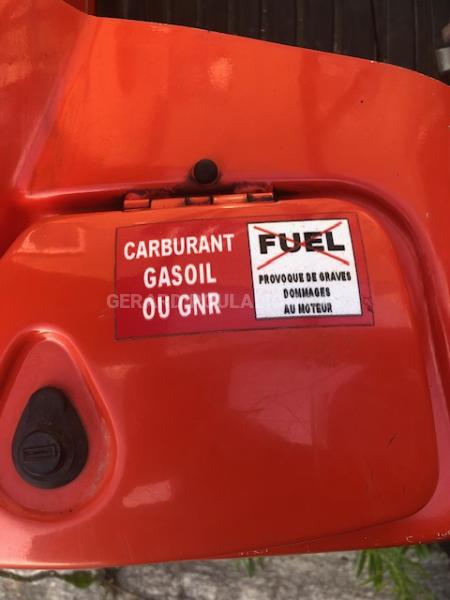 CARBURANT
GASOIL
OU GNR
FUEL
PROVOQUE DE GRAVES
DOMMAGES
AU MOTEUR